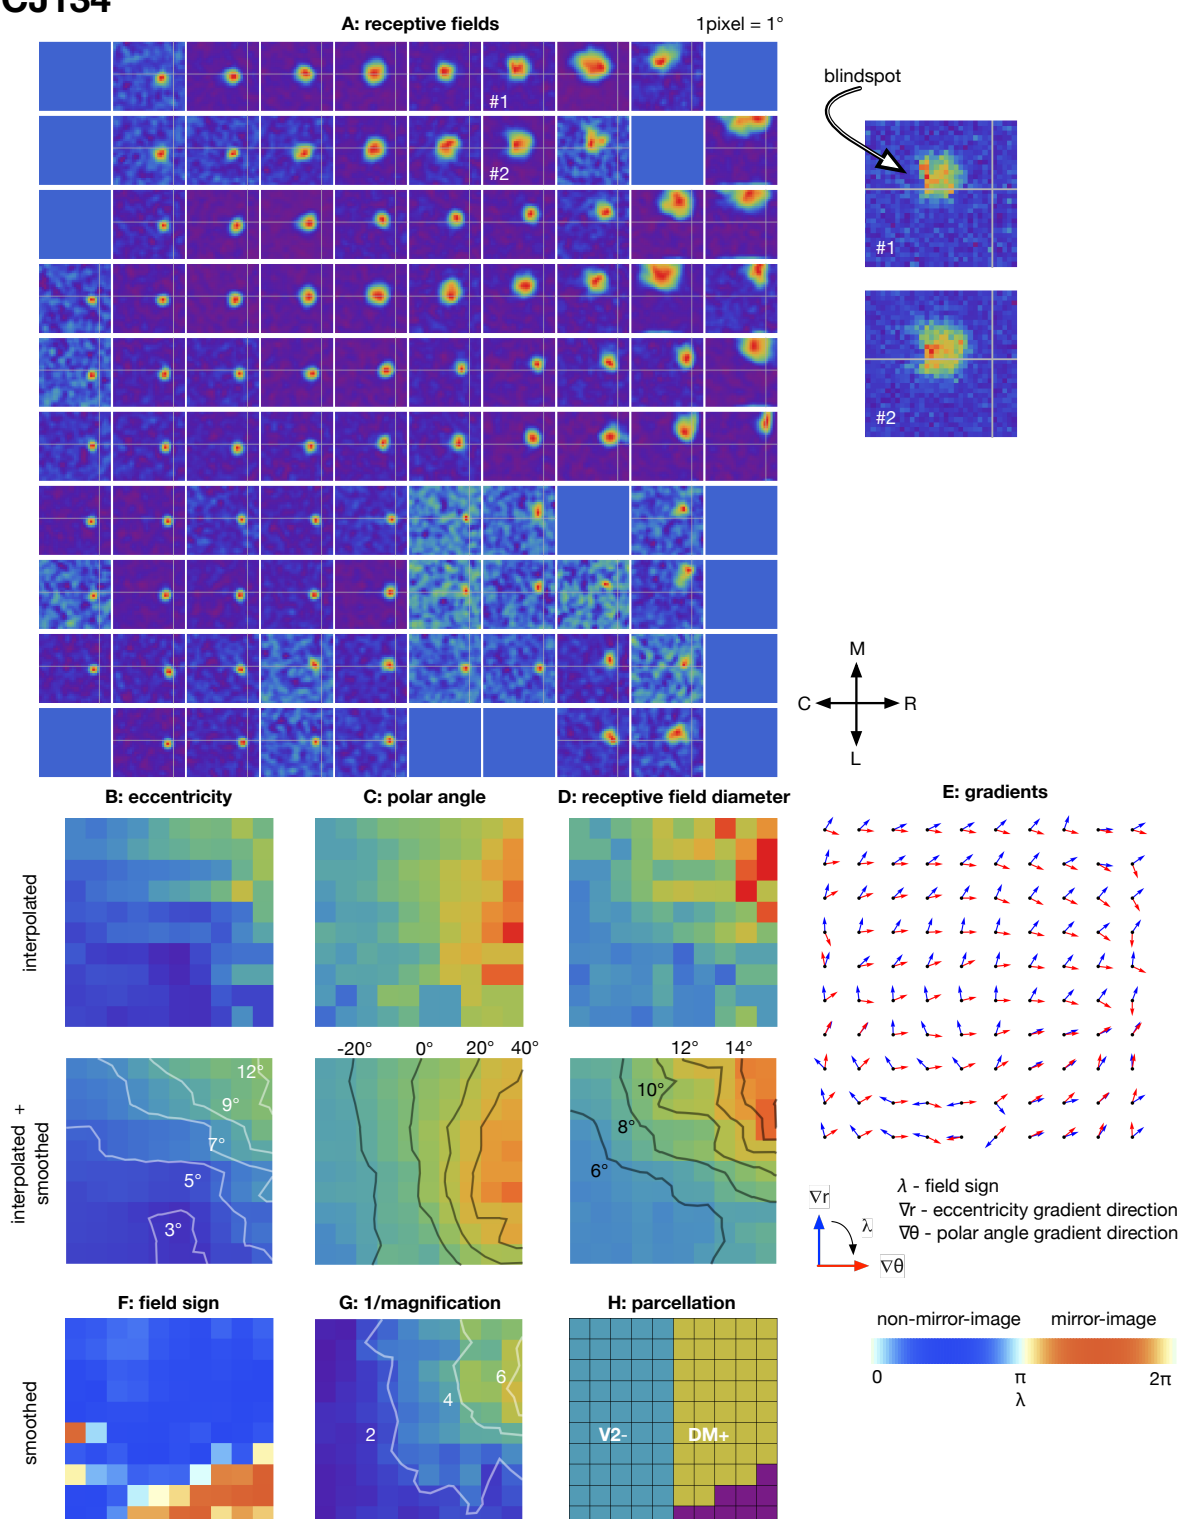 CJ134
A: receptive fields
1pixel = 1°
#1
#2
blindspot
#1
#2
M
C
R
L
B: eccentricity
C: polar angle
D: receptive field diameter
E: gradients
interpolated
-20°
0°
20°
40°
12°
14°
12°
9°
7°
5°
3°
10°
8°
6°
interpolated +
smoothed
∇r
λ
∇θ
λ - field sign
∇r - eccentricity gradient direction
∇θ - polar angle gradient direction
F: field sign
G: 1/magnification
H: parcellation
smoothed
2
4
6
V2-
DM+
non-mirror-image
mirror-image
0
π
2π
λ